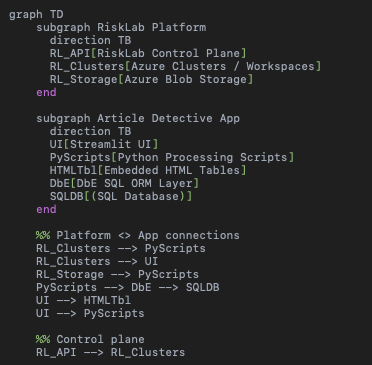 graph TD
    subgraph RiskLab Platform
      direction TB
      RL_API[RiskLab Control Plane]
      RL_Clusters[Azure Clusters / Workspaces]
      RL_Storage[Azure Blob Storage]
    end

    subgraph Article Detective App
      direction TB
      UI[Streamlit UI]
      PyScripts[Python Processing Scripts]
      HTMLTbl[Embedded HTML Tables]
      DbE[DbE SQL ORM Layer]
      SQLDB[(SQL Database)]
    end

    %% Platform <> App connections
    RL_Clusters --> PyScripts
    RL_Clusters --> UI
    RL_Storage --> PyScripts
    PyScripts --> DbE --> SQLDB
    UI --> HTMLTbl
    UI --> PyScripts

    %% Control plane
    RL_API --> RL_Clusters